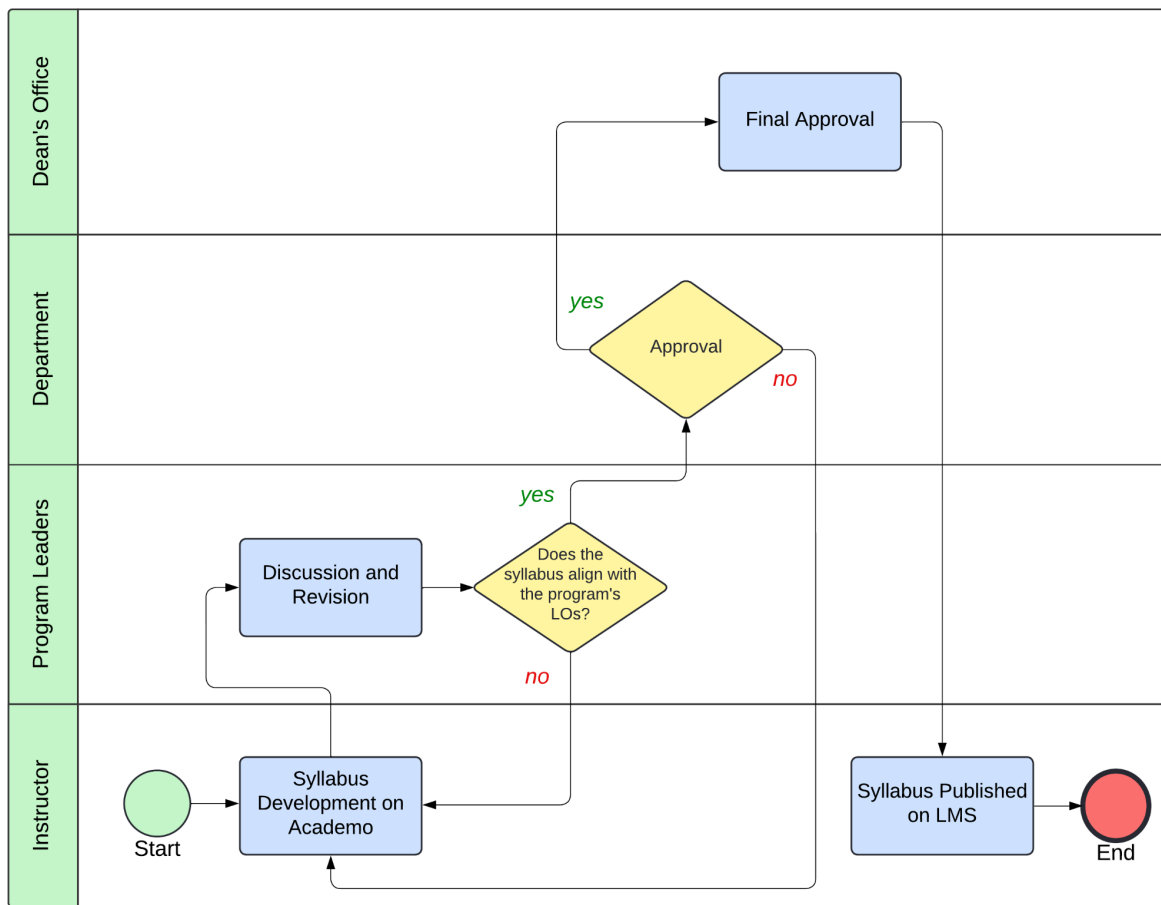 Dean's Office
Final Approval
Department
yes
Approval
no
Program Leaders
yes
Discussion and
Revision
Does the
syllabus align with
the program's
LOs?
no
Instructor
Start
Syllabus
Development on
Academo
Syllabus Published
on LMS
End